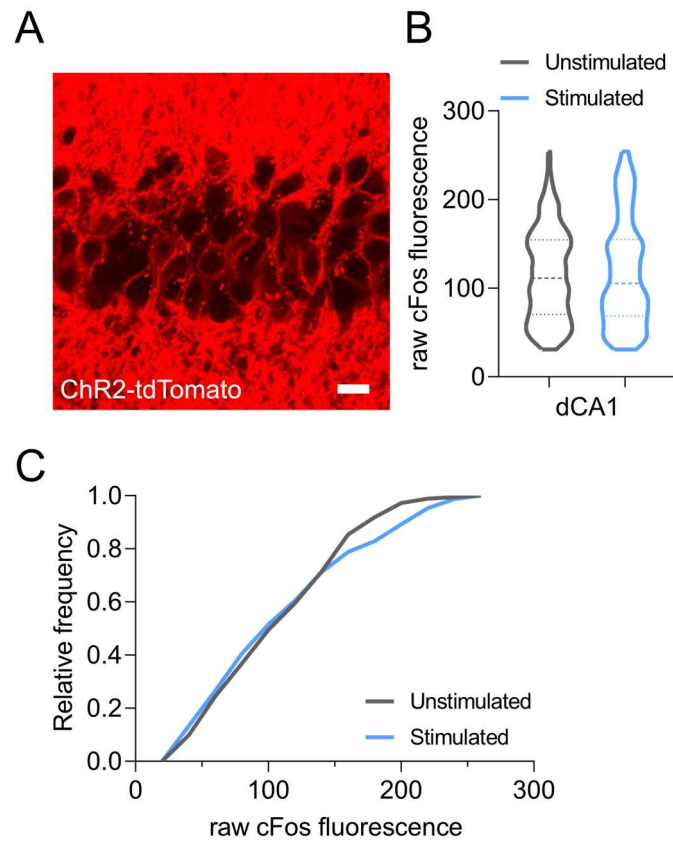 A
ChR2-tdTomato
B
Unstimulated
Stimulated
raw cFos fluorescence
300
200
100
0
dCA1
C
Relative frequency
1.0
0.8
0.6
0.4
0.2
0.0
Unstimulated
Stimulated
0
100
200
300
raw cFos fluorescence